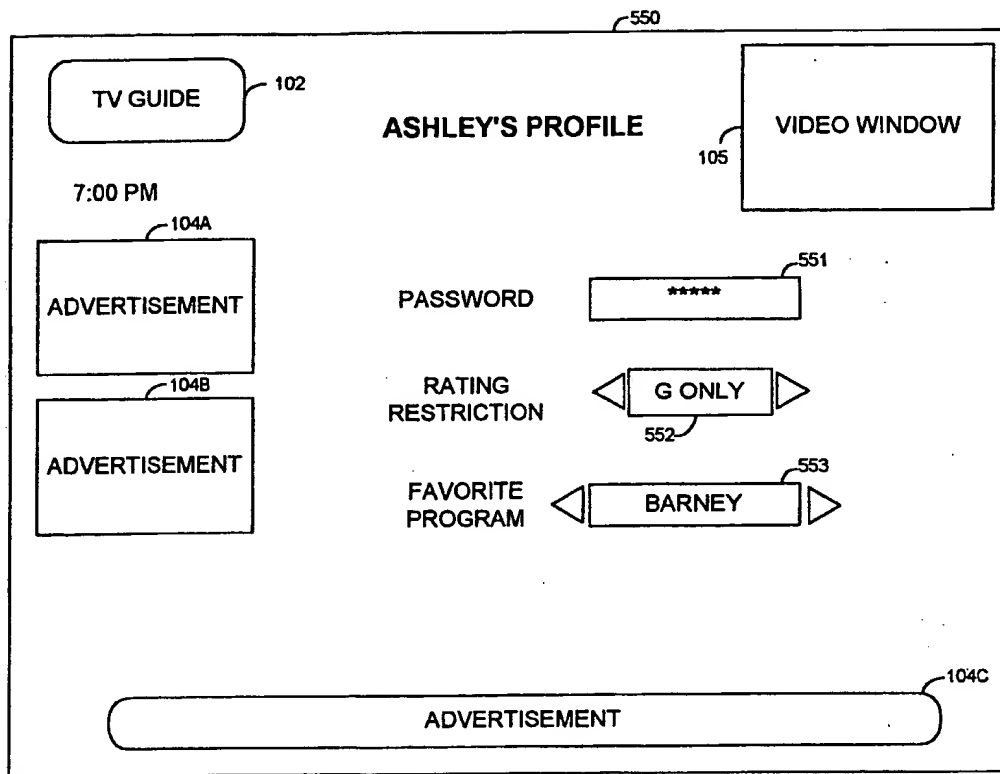 550
TV GUIDE
102
ASHLEY'S PROFILE
105
VIDEO WINDOW
7:00 PM
104A
ADVERTISEMENT
551
PASSWORD
*****
104B
ADVERTISEMENT
RATING
RESTRICTION
G ONLY
552
553
FAVORITE
PROGRAM
BARNEY
104C
ADVERTISEMENT